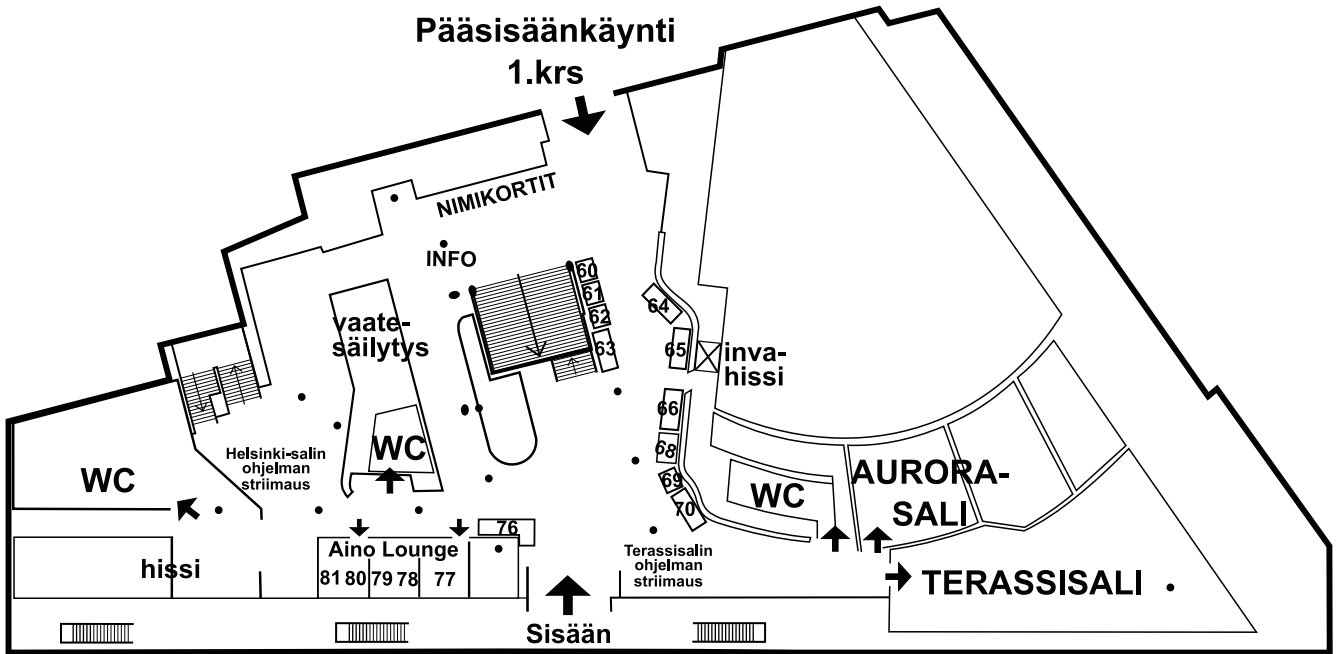 Pääsisäänkäynti
1.krs
NIMIKORTIT
INFO
60
61
62
63
64
65
inva-
hissi
vaate-
säilytys
WC
66
68
69
70
WC
AURORA-
SALI
Helsinki-salin
ohjelman
striimaus
WC
hissi
76
Aino Lounge
81 80 79 78 77
Terassisalin
ohjelman
striimaus
TERASSISALI
Sisään